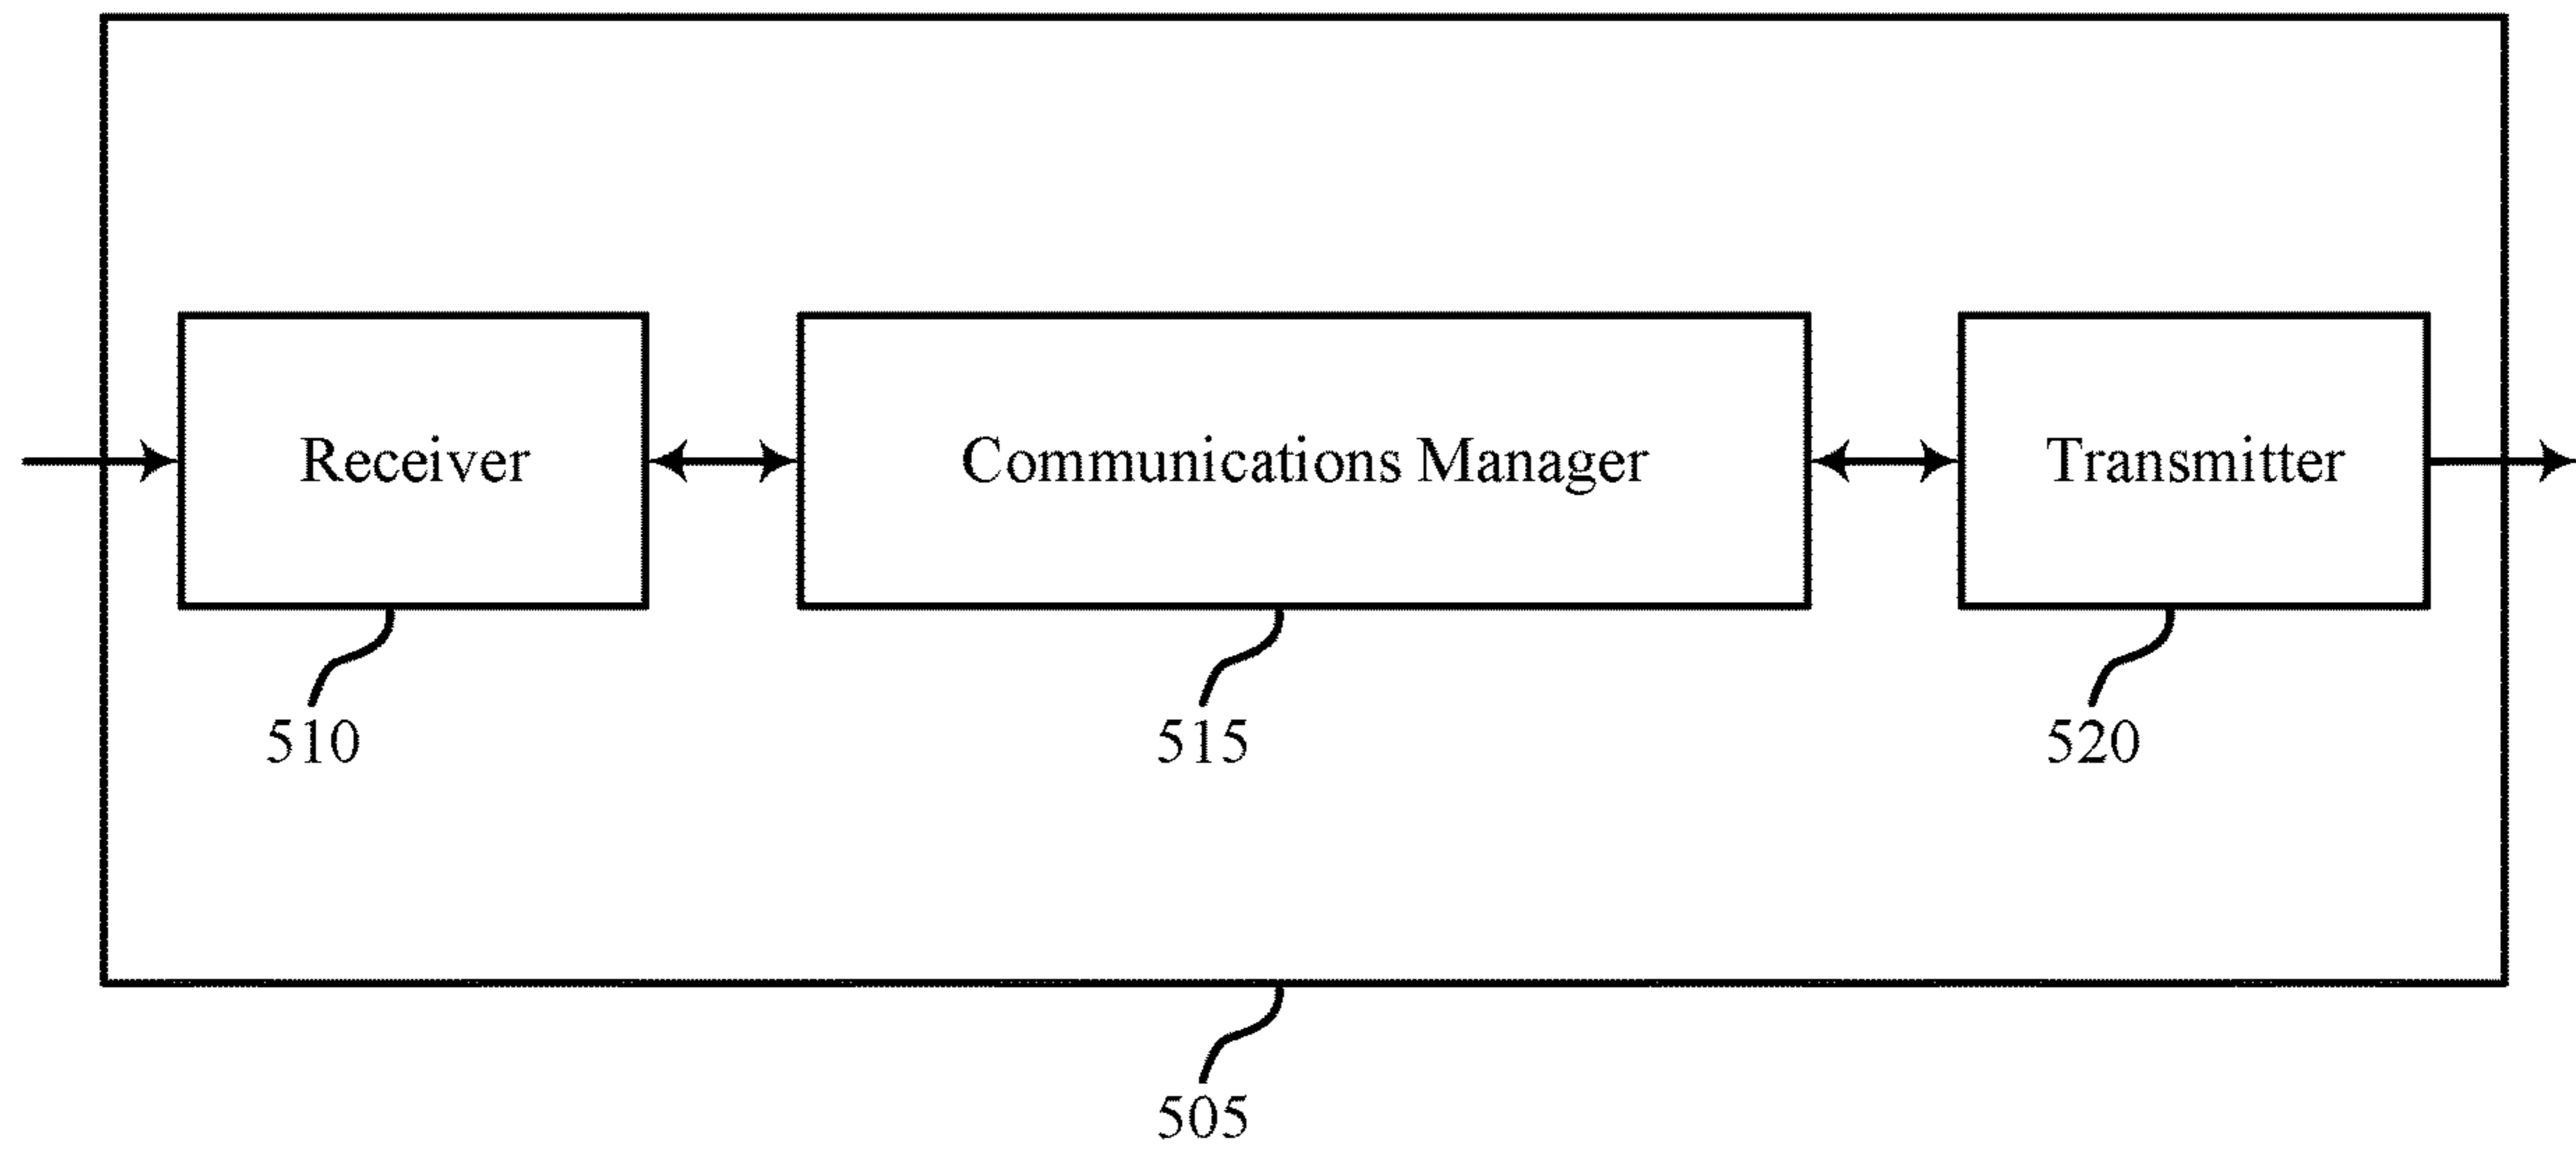 Receiver
Communications Manager
Transmitter
510
515
520
505